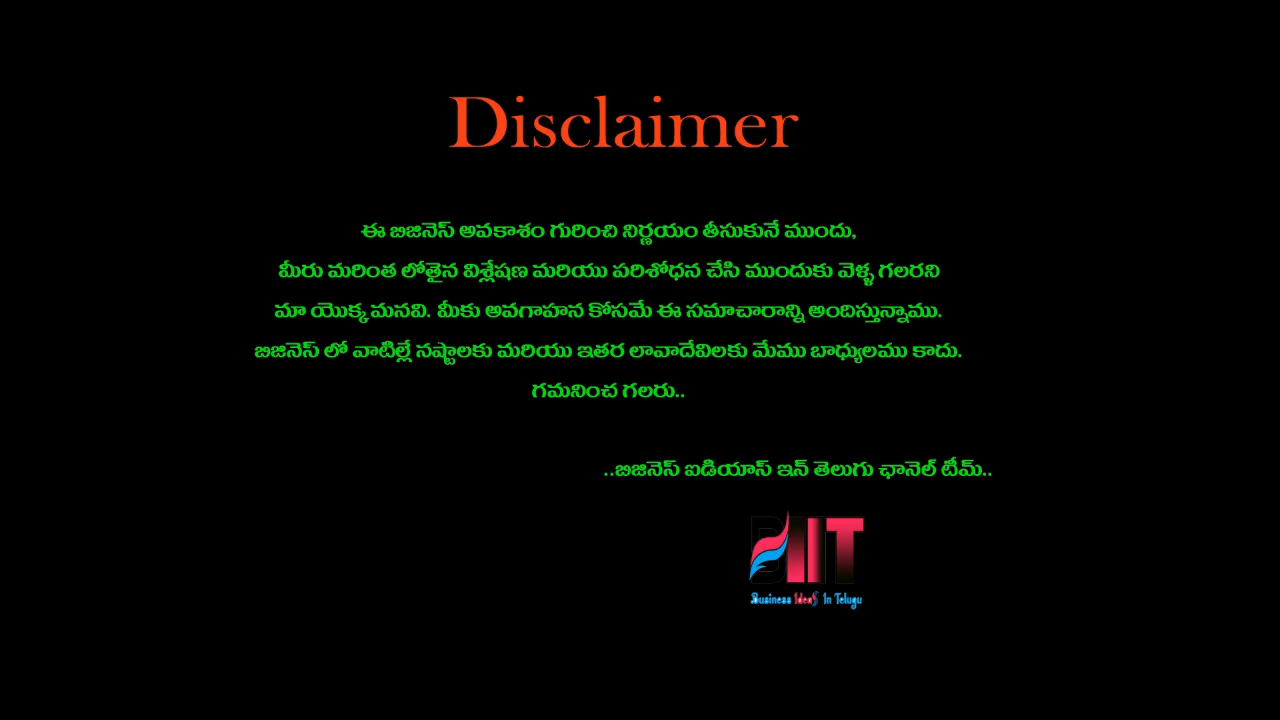 Disclaimer
ఈ బిజినెస్ అవకాశం గురించి నిర్ణయం తీసుకునే ముందు,
మీరు మరింత లోతైన విశ్లేషణ మరియు పరిశోధన చేసి ముందుకు వెళ్ళ గలరని
మా యొక్క మనవి. మీకు అవగాహన కోసమే ఈ సమాచారాన్ని అందిస్తున్నాము.
బిజినెస్ లో వాటిల్లే నష్టాలకు మరియు ఇతర లావాదేవిలకు మేము బాధ్యులము కాదు.
గమనించ గలరు..
..బిజినెస్ ఐడియాస్ ఇన్ తెలుగు ఛానెల్ టీమ్..
BIIT
Business Ideas In Telugu